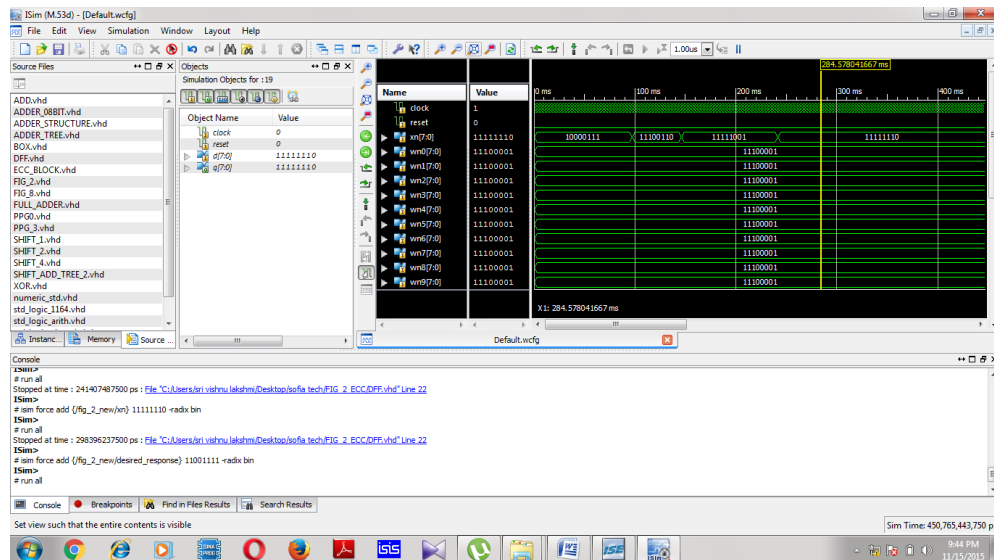 ISim (M.53d) - [Default.wcfg]
File Edit View Simulation Window Layout Help
1.00us
Source Files
ADD.vhd
ADDER_08BIT.vhd
ADDER_STRUCTURE.vhd
ADDER_TREE.vhd
BOX.vhd
DFF.vhd
ECC_BLOCK.vhd
FIG_2.vhd
FIG_8.vhd
FULL_ADDER.vhd
PPG0.vhd
PPG_3.vhd
SHIFT_1.vhd
SHIFT_2.vhd
SHIFT_4.vhd
SHIFT_ADD_TREE_2.vhd
XOR.vhd
numeric_std.vhd
std_logic_1164.vhd
std_logic_arith.vhd
Instanc... Memory Source ...
Objects
Simulation Objects for :19
Object Name Value
clock 0
reset 0
d[7:0] 11111110
q[7:0] 11111110
284.578041667 ms
Name Value 0 ms 100 ms 200 ms 300 ms 400 ms
clock 1
reset 0
xn[7:0] 11111110 10000111 11100110 11111001 11111110
wn0[7:0] 11100001 11100001
wn1[7:0] 11100001 11100001
wn2[7:0] 11100001 11100001
wn3[7:0] 11100001 11100001
wn4[7:0] 11100001 11100001
wn5[7:0] 11100001 11100001
wn6[7:0] 11100001 11100001
wn7[7:0] 11100001 11100001
wn8[7:0] 11100001 11100001
wn9[7:0] 11100001 11100001
X1: 284.578041667 ms
Default.wcfg
Console
ISim>
# run all
Stopped at time : 241407487500 ps : File "C:/Users/sri vishnu lakshmi/Desktop/sofia tech/FIG_2_ECC/DFF.vhd" Line 22
ISim>
# isim force add {/fig_2_new/xn} 11111110 -radix bin
# run all
Stopped at time : 298396237500 ps : File "C:/Users/sri vishnu lakshmi/Desktop/sofia tech/FIG_2_ECC/DFF.vhd" Line 22
ISim>
# isim force add {/fig_2_new/desired_response} 11001111 -radix bin
ISim>
# run all
Console Breakpoints Find in Files Results Search Results
Set view such that the entire contents is visible
Sim Time: 450,765,443,750 p
isis
ISE
9:44 PM
11/15/2015